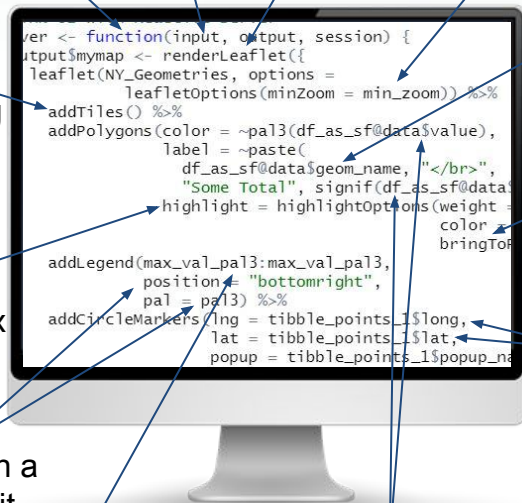 ver <- function(input, output, session) {
utput$mymap <- renderLeaflet({
leaflet(NY_Geometries, options =
leafletOptions(minZoom = min_zoom)) %>%
addTiles() %>%
addPolygons(color = ~pal3(df_as_sf@data$value),
label = ~paste(
df_as_sf@data$geom_name, "</br>",
"Some Total", signif(df_as_sf@data$
highlight = highlightOptions(weight =
color =
bringToF
addLegend(max_val_pal3:max_val_pal3,
position = "bottomright",
pal = pal3) %>%
addCircleMarkers(lng = tibble_points_1$long,
lat = tibble_points_1$lat,
popup = tibble_points_1$popup_na
x
n a
it